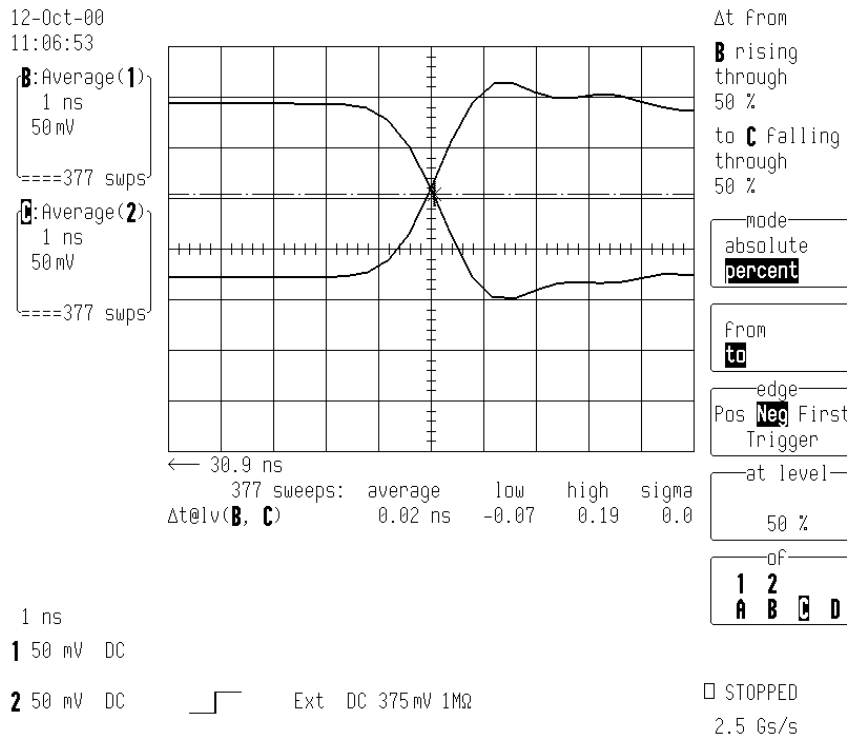 12-Oct-00
11:06:53
B:Average(1)
1 ns
50 mV
====377 swps
C:Average(2)
1 ns
50 mV
====377 swps
30.9 ns
377 sweeps: average low high sigma
Δt@lv(B, C) 0.02 ns -0.07 0.19 0.0
1 ns
1 50 mV DC
2 50 mV DC
Ext DC 375 mV 1MΩ
Δt from
B rising
through
50 %
to C falling
through
50 %
mode
absolute
percent
from
to
edge
Pos Neg First
Trigger
at level
50 %
of
1 2
A B C D
STOPPED
2.5 Gs/s